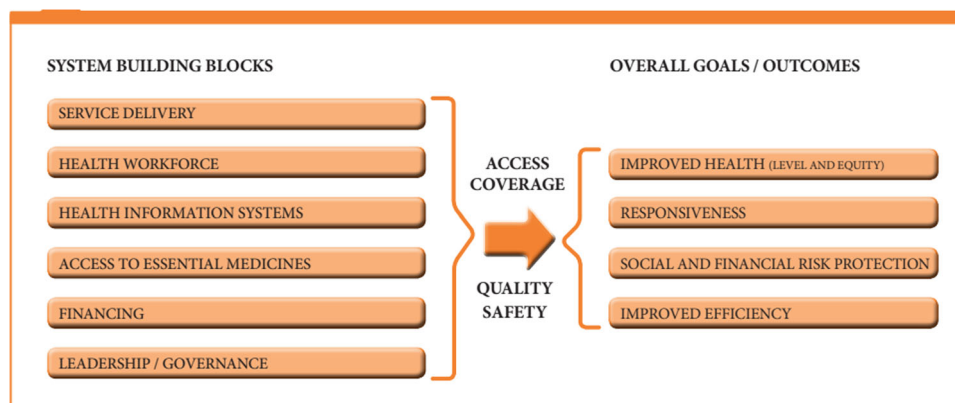 SYSTEM BUILDING BLOCKS
SERVICE DELIVERY
HEALTH WORKFORCE
HEALTH INFORMATION SYSTEMS
ACCESS TO ESSENTIAL MEDICINES
FINANCING
LEADERSHIP / GOVERNANCE
ACCESS
COVERAGE
QUALITY
SAFETY
OVERALL GOALS / OUTCOMES
IMPROVED HEALTH (LEVEL AND EQUITY)
RESPONSIVENESS
SOCIAL AND FINANCIAL RISK PROTECTION
IMPROVED EFFICIENCY